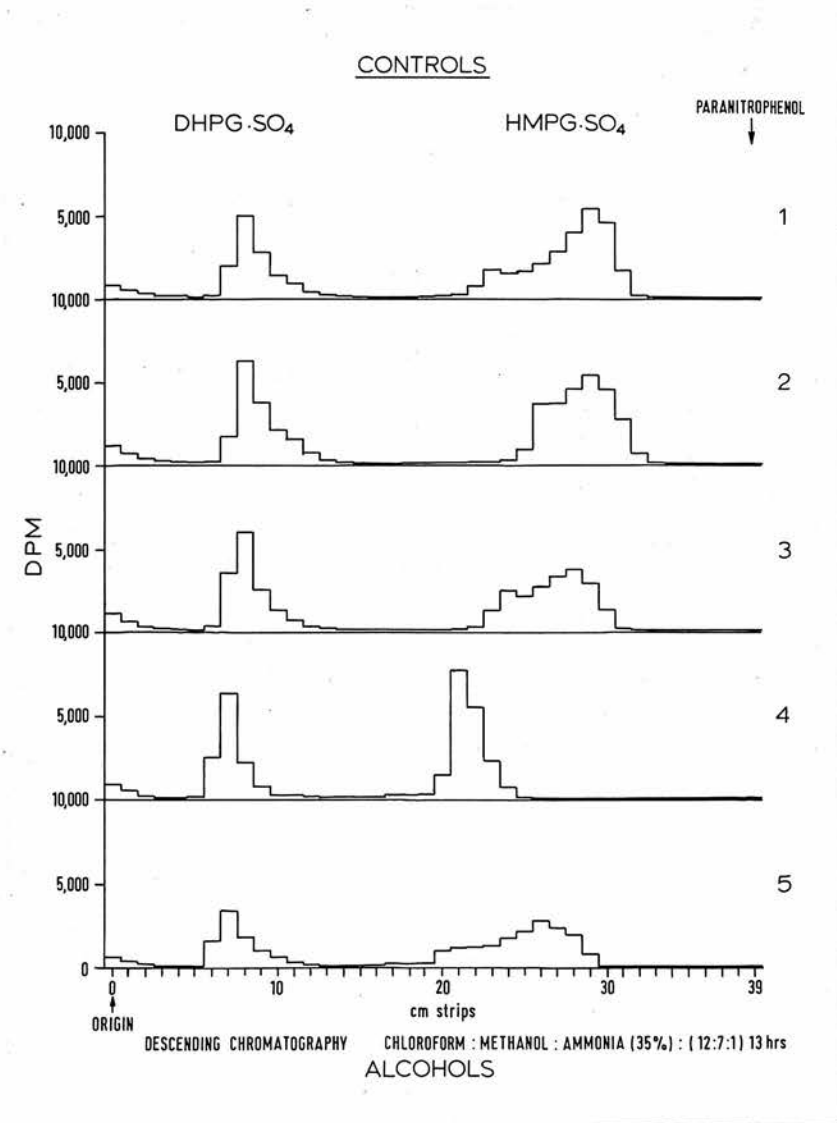 CONTROLS
PARANITROPHENOL
DHPG·SO₄ HMPG·SO₄
10,000
5,000 1
10,000
5,000 2
10,000
DPM
5,000 3
10,000
5,000 4
10,000
5,000 5
0
0 10 20 30 39
cm strips
ORIGIN
DESCENDING CHROMATOGRAPHY CHLOROFORM : METHANOL : AMMONIA (35%) : (12:7:1) 13 hrs
ALCOHOLS